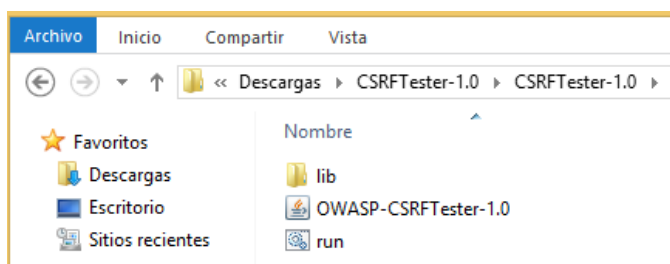 Archivo Inicio Compartir Vista
« Descargas CSRFTester-1.0 CSRFTester-1.0
Favoritos
Descargas
Escritorio
Sitios recientes
Nombre
lib
OWASP-CSRFTester-1.0
run